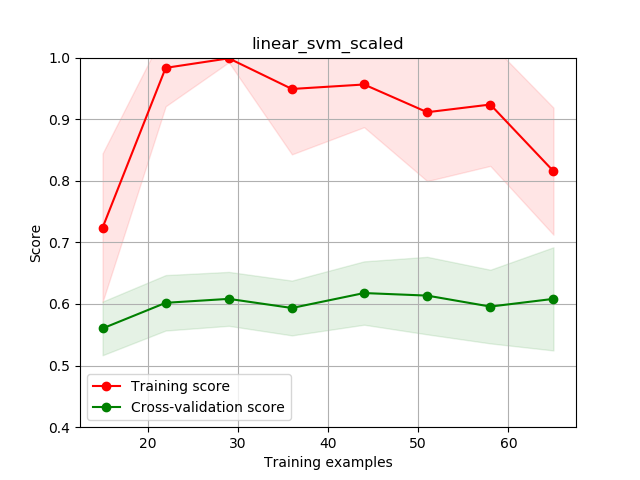 linear_svm_scaled
1.0
0.9
0.8
0.7
0.6
0.5
0.4
Score
Training score
Cross-validation score
20 30 40 50 60
Training examples